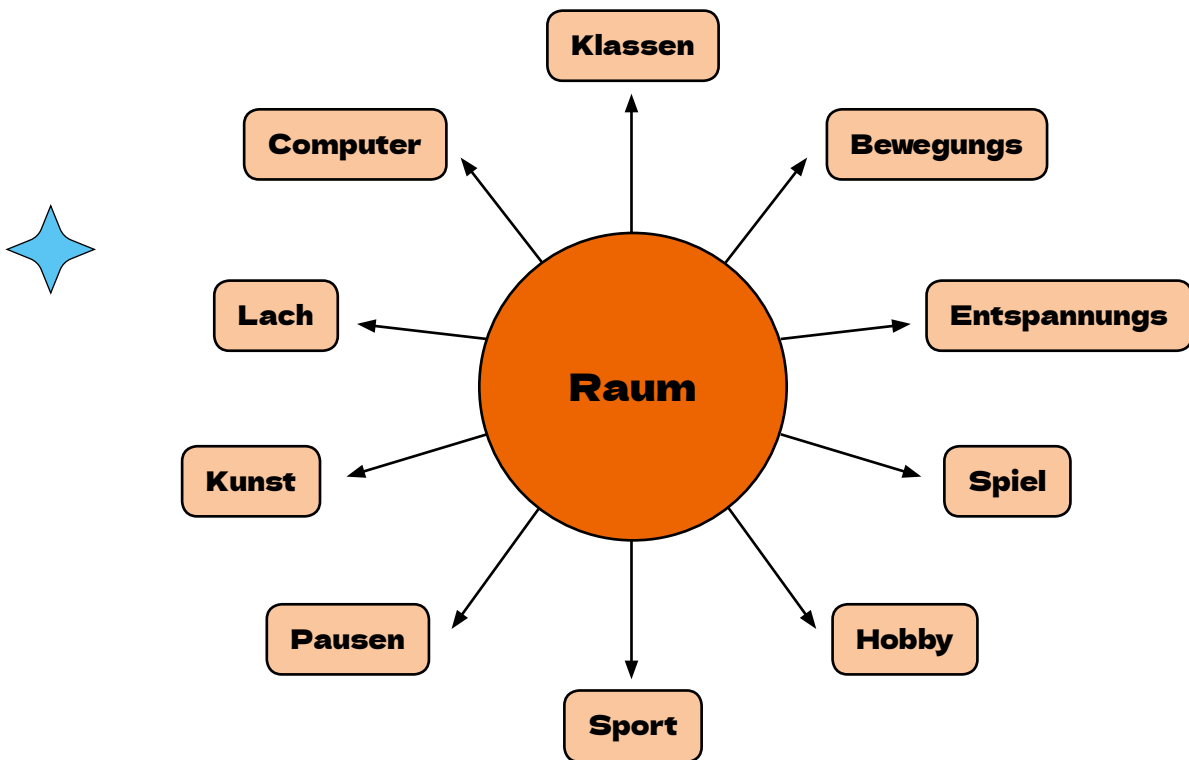 Klassen
Computer
Bewegungs
Lach
Entspannungs
Raum
Kunst
Spiel
Pausen
Hobby
Sport